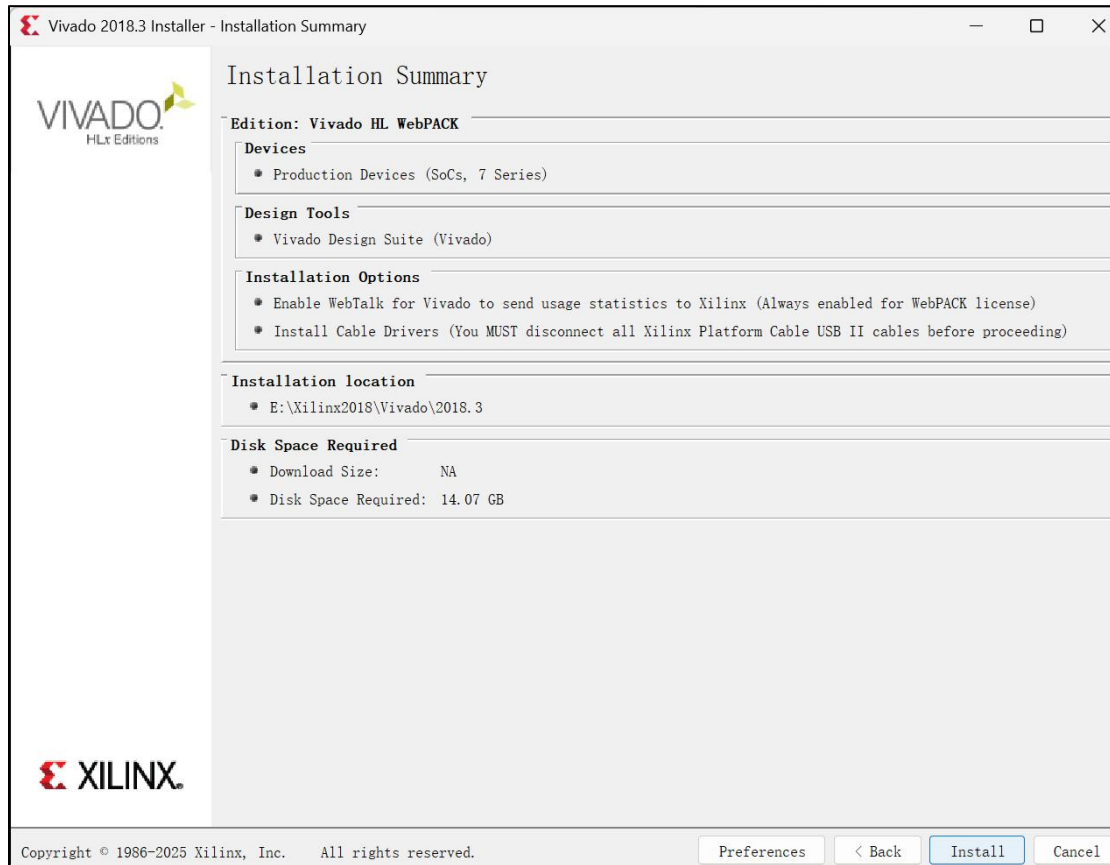 Vivado 2018.3 Installer - Installation Summary
VIVADO.
HLx Editions
Installation Summary
Edition: Vivado HL WebPACK
Devices
Production Devices (SoCs, 7 Series)
Design Tools
Vivado Design Suite (Vivado)
Installation Options
Enable WebTalk for Vivado to send usage statistics to Xilinx (Always enabled for WebPACK license)
Install Cable Drivers (You MUST disconnect all Xilinx Platform Cable USB II cables before proceeding)
Installation location
E:\Xilinx2018\Vivado\2018.3
Disk Space Required
Download Size: NA
Disk Space Required: 14.07 GB
XILINX.
Copyright © 1986-2025 Xilinx, Inc. All rights reserved.
Preferences < Back Install Cancel